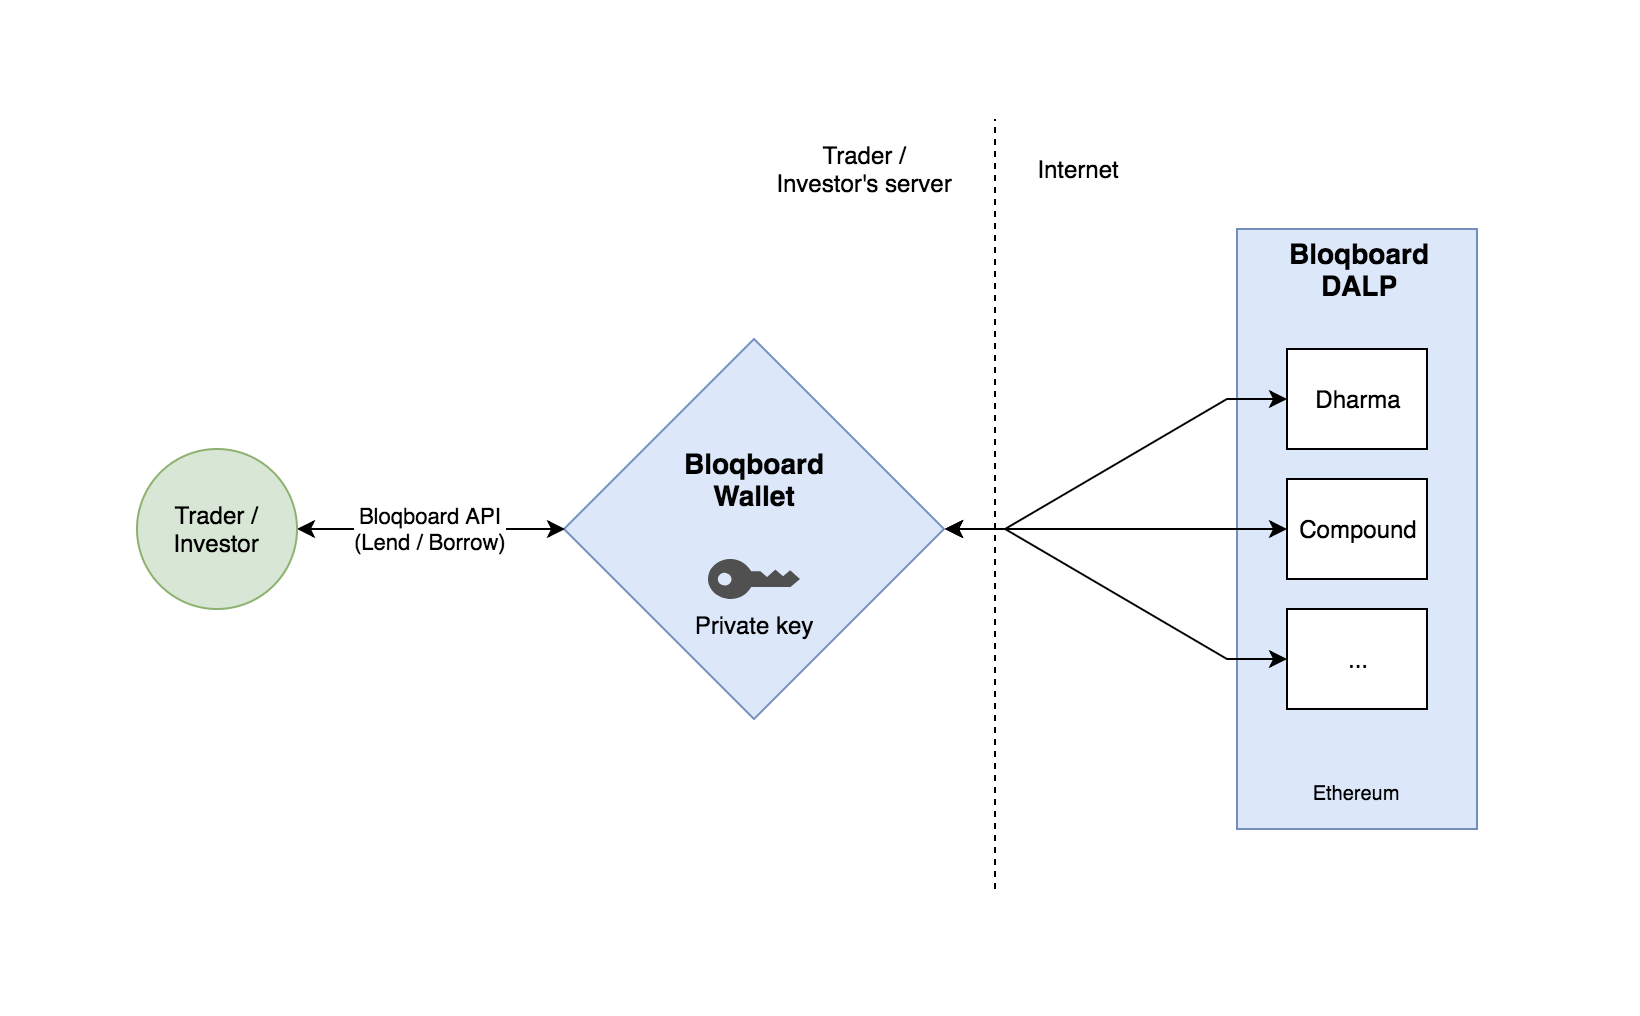 Trader /
Investor's server
Internet
Bloqboard
DALP
Dharma
Bloqboard
Wallet
Trader /
Investor
Bloqboard API
(Lend / Borrow)
Compound
Private key
...
Ethereum